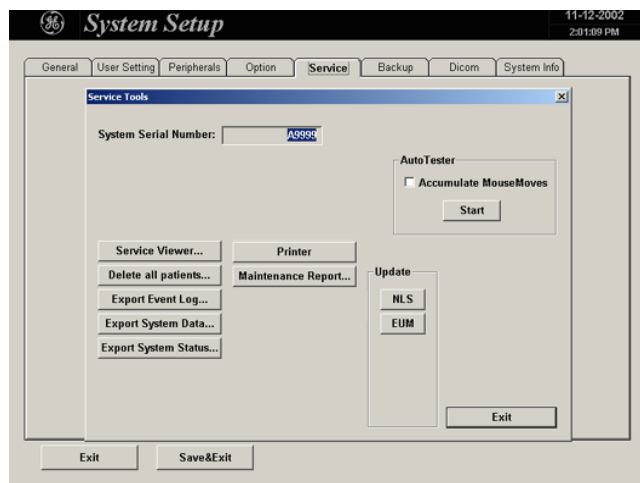 System Setup
11-12-2002
2:01:09 PM
General User Setting Peripherals Option Service Backup Dicom System Info
Service Tools
System Serial Number: A9999
AutoTester
Accumulate MouseMoves
Start
Service Viewer... Printer
Delete all patients... Maintenance Report... Update
Export Event Log... NLS
Export System Data... EUM
Export System Status...
Exit
Exit Save&Exit